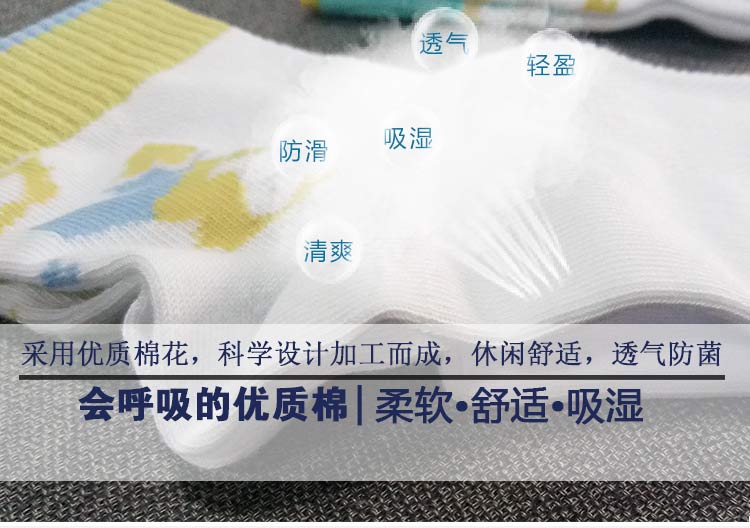 透气
轻盈
吸湿
防滑
清爽
采用优质棉花，科学设计加工而成，休闲舒适，透气防菌
会呼吸的优质棉|柔软•舒适•吸湿